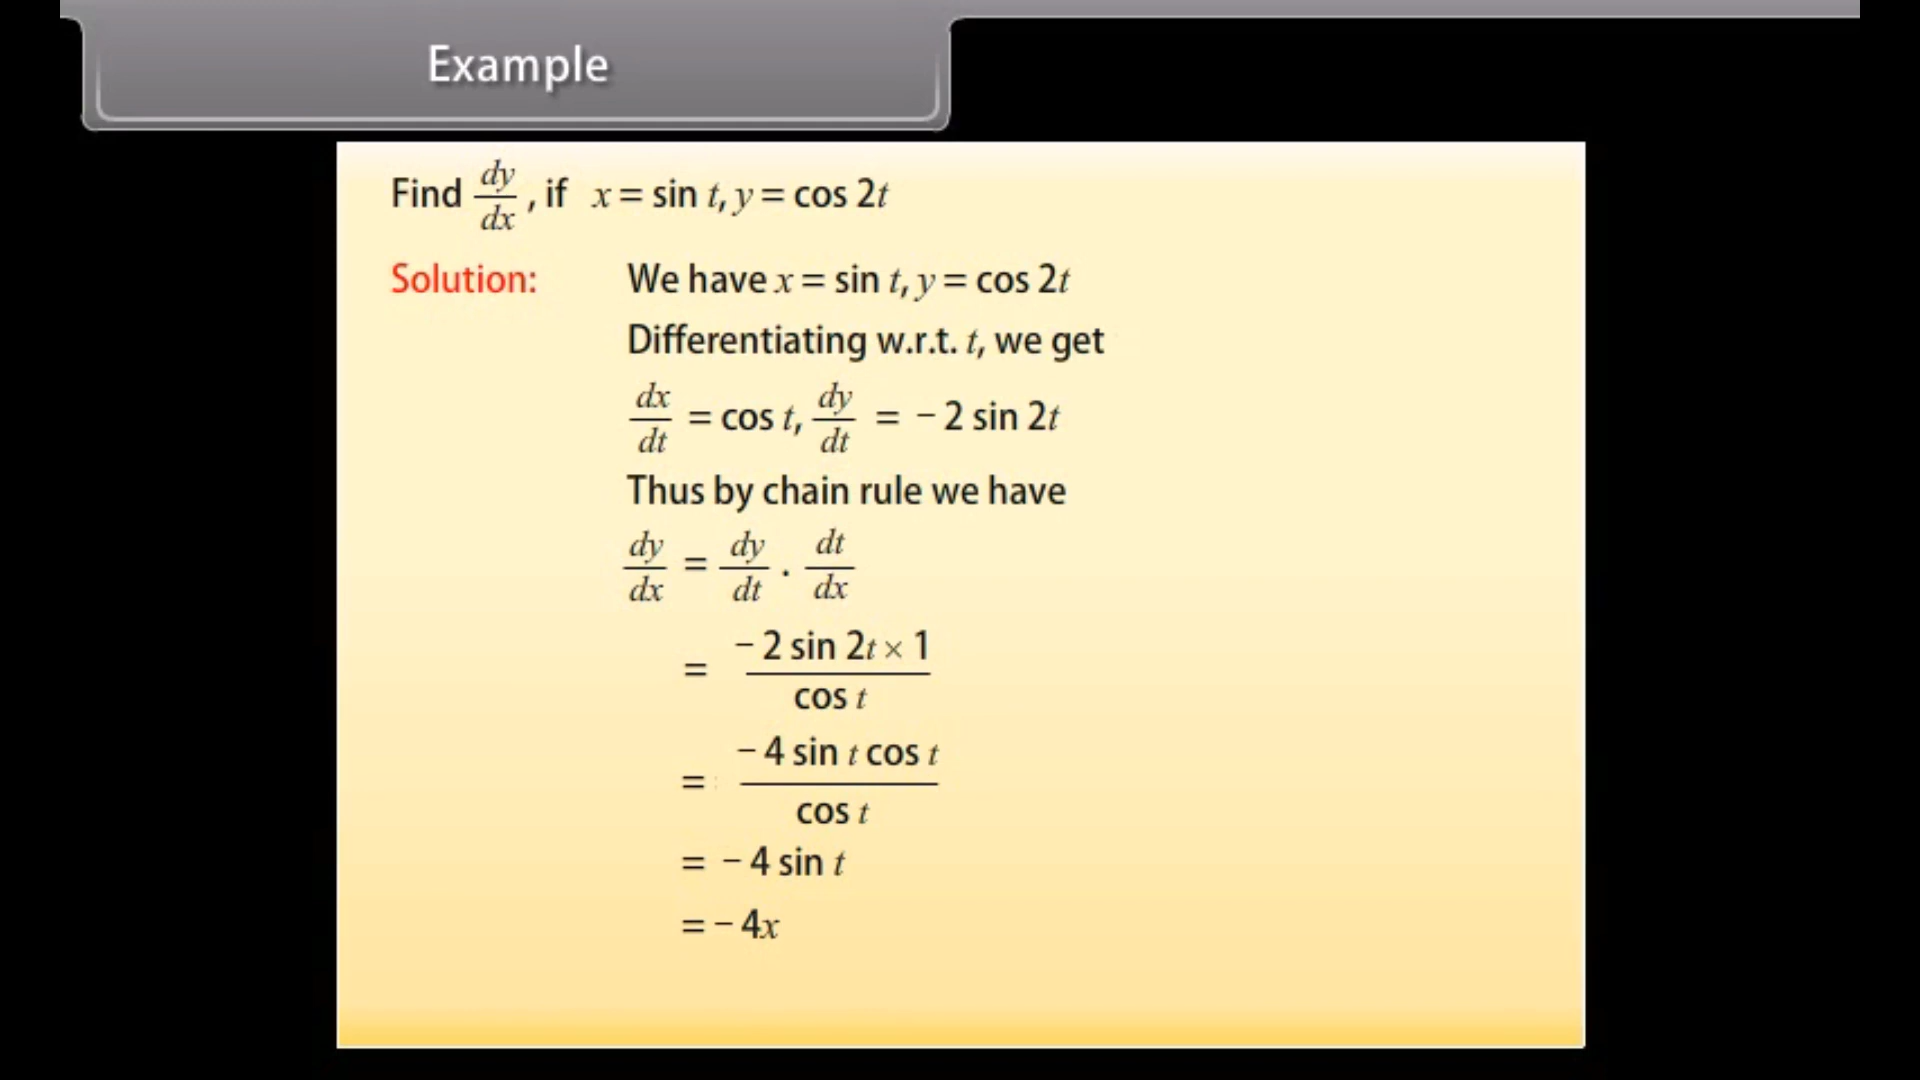 Example
Find dy/dx, if x = sin t, y = cos 2t
Solution: We have x = sin t, y = cos 2t
Differentiating w.r.t. t, we get
dx/dt = cos t, dy/dt = − 2 sin 2t
Thus by chain rule we have
dy/dx = dy/dt . dt/dx
= − 2 sin 2t × 1 / cos t
= − 4 sin t cos t / cos t
= − 4 sin t
= − 4x